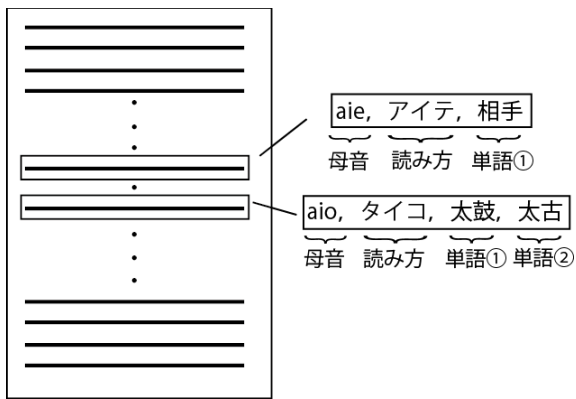 aie, アイテ, 相手
母音 読み方 単語①
aio, タイコ, 太鼓, 太古
母音 読み方 単語① 単語②